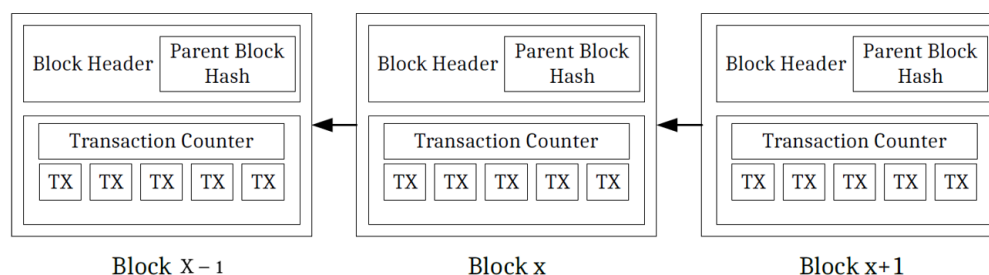 Block Header
Parent Block
Hash
Block Header
Parent Block
Hash
Block Header
Parent Block
Hash
Transaction Counter
Transaction Counter
Transaction Counter
TX TX TX TX TX
TX TX TX TX TX
TX TX TX TX TX
Block X – 1
Block x
Block x+1